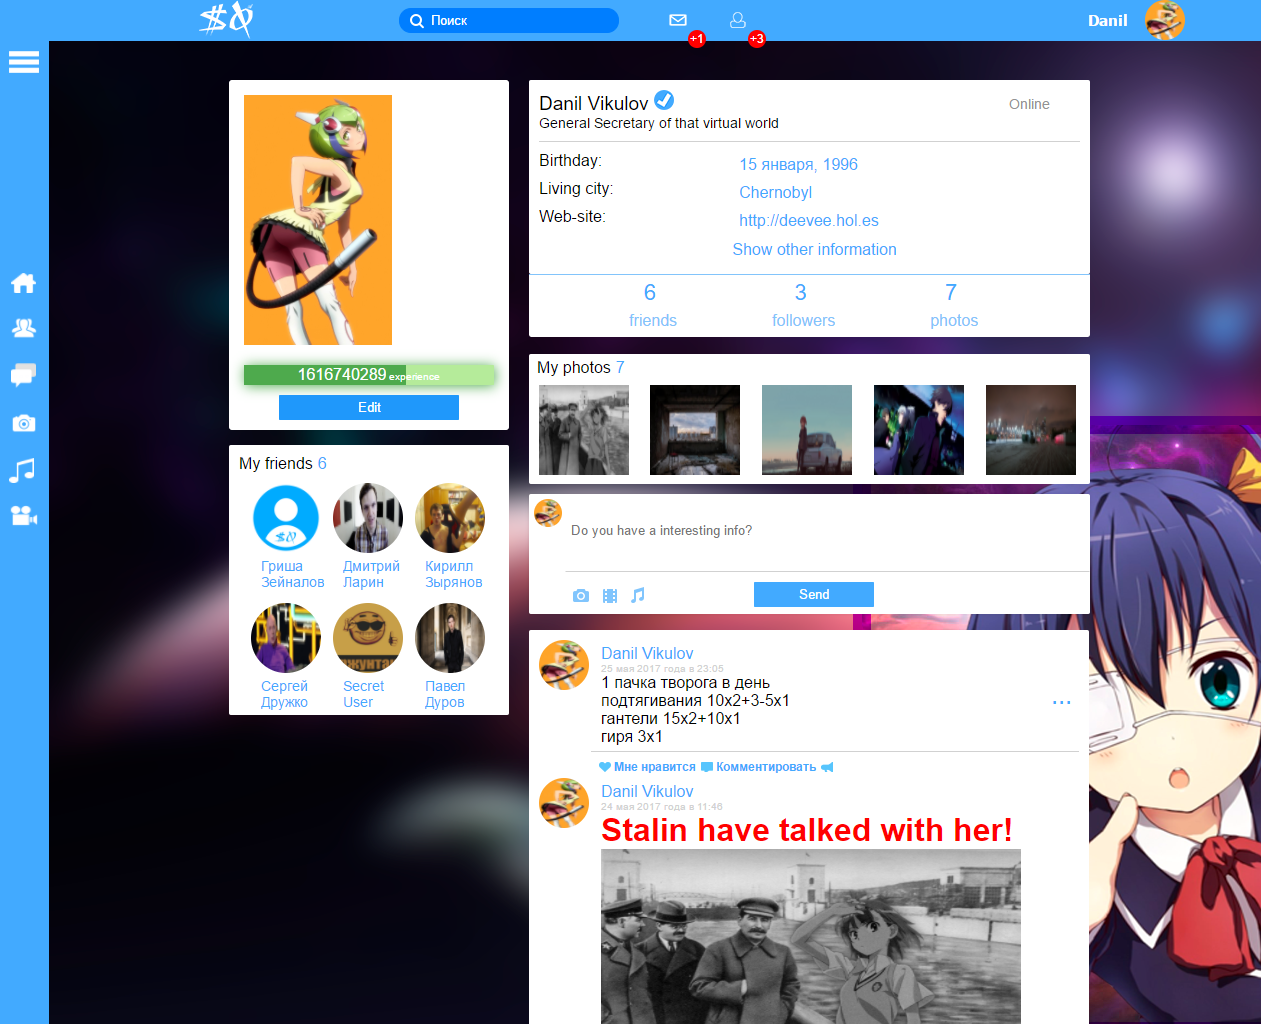 Поиск
+1
+3
Danil
Danil Vikulov
Online
General Secretary of that virtual world
Birthday:
15 января, 1996
Living city:
Chernobyl
Web-site:
http://deevee.hol.es
Show other information
6
3
7
friends
followers
photos
1616740289 experience
Edit
My photos 7
My friends 6
Гриша
Зейналов
Дмитрий
Ларин
Кирилл
Зырянов
Сергей
Дружко
Secret
User
Павел
Дуров
Do you have a interesting info?
Send
Danil Vikulov
25 мая 2017 года в 23:05
1 пачка творога в день
подтягивания 10x2+3-5x1
гантели 15x2+10x1
гиря 3x1
...
Мне нравится Комментировать
Danil Vikulov
24 мая 2017 года в 11:46
Stalin have talked with her!